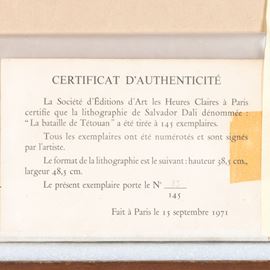 CERTIFICAT D'AUTHENTICITÉ
La Société d'Éditions d'Art les Heures Claires à Paris
certifie que la lithographie de Salvador Dali dénommée :
"La bataille de Tétouan" a été tirée à 145 exemplaires.
Tous les exemplaires ont été numérotés et sont signés
par l'artiste.
Le format de la lithographie est le suivant : hauteur 38,5 cm.,
largeur 48,5 cm.
Le présent exemplaire porte le N°
145
Fait à Paris le 15 septembre 1971